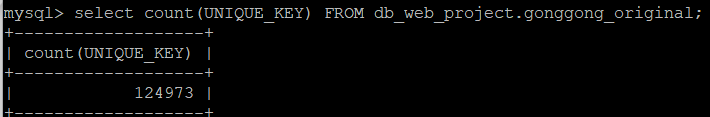 mysql> select count(UNIQUE_KEY) FROM db_web_project.gonggong_original;
+-------------------+
| count(UNIQUE_KEY) |
+-------------------+
|            124973 |
+-------------------+